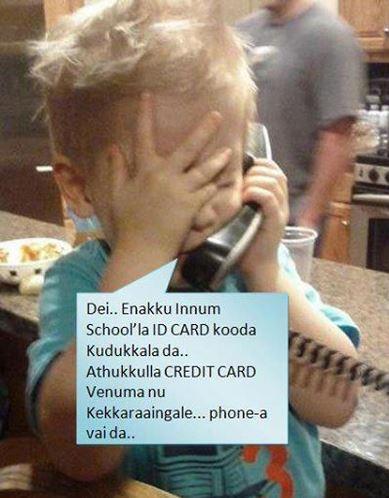 Dei.. Enakku Innum
School'la ID CARD kooda
Kudukkala da..
Athukkulla CREDIT CARD
Venuma nu
Kekkaraaingale... phone-a
vai da..